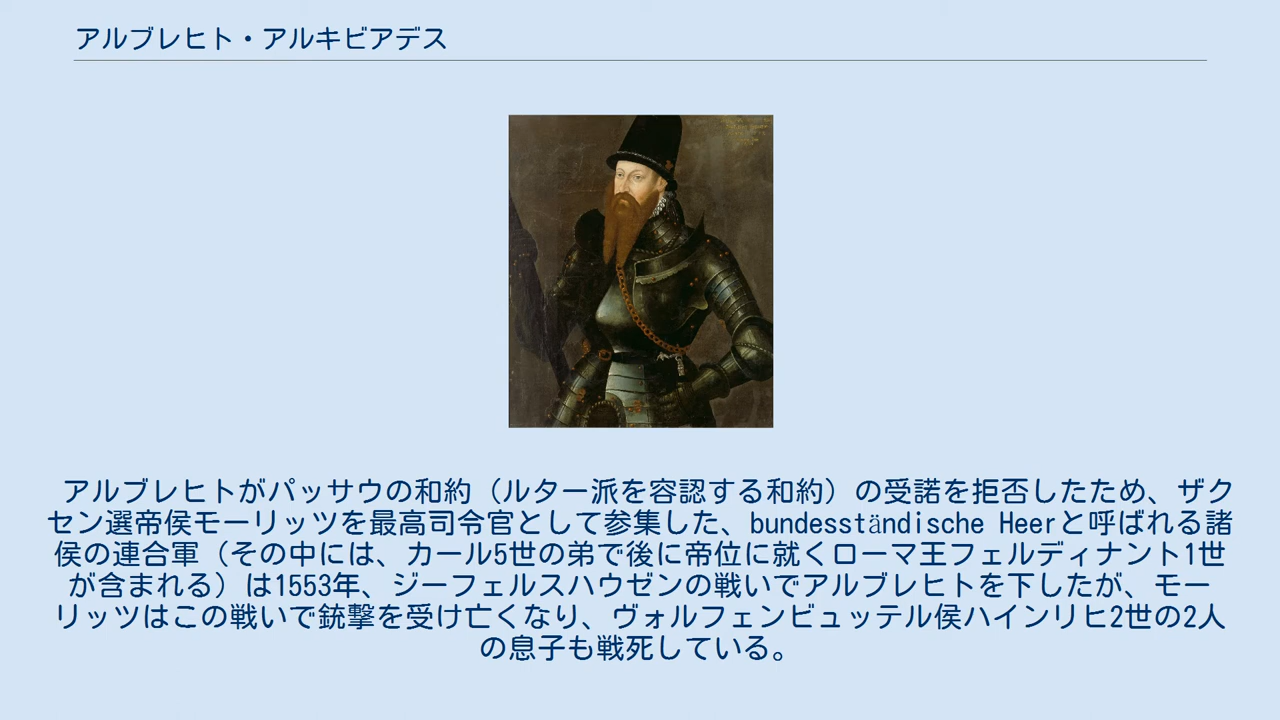 アルブレヒト・アルキビアデス
アルブレヒトがパッサウの和約（ルター派を容認する和約）の受諾を拒否したため、ザク
セン選帝侯モーリッツを最高司令官として参集した、bundesständische Heerと呼ばれる諸
侯の連合軍（その中には、カール5世の弟で後に帝位に就くローマ王フェルディナント1世
が含まれる）は1553年、ジーフェルスハウゼンの戦いでアルブレヒトを下したが、モー
リッツはこの戦いで銃撃を受け亡くなり、ヴォルフェンビュッテル侯ハインリヒ2世の2人
の息子も戦死している。